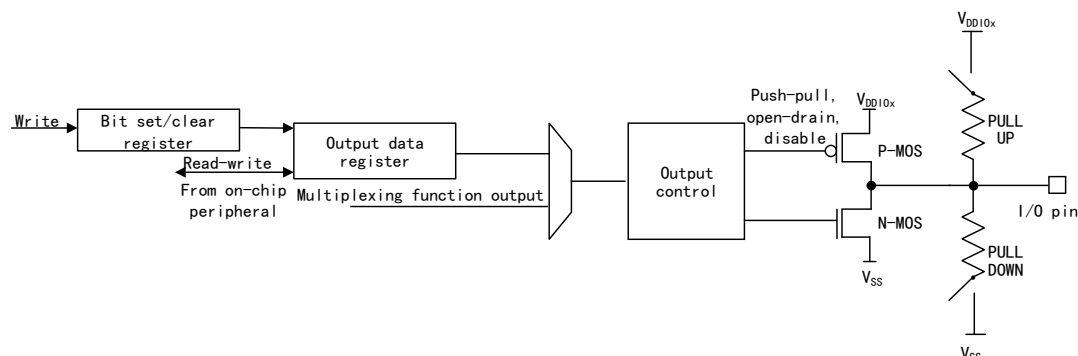 Write
Bit set/clear
register
Read-write
From on-chip
peripheral
Output data
register
Multiplexing function output
Output
control
Push-pull,
open-drain,
disable
VDDIOx
P-MOS
N-MOS
VSS
VDDIOx
PULL
UP
I/O pin
PULL
DOWN
VSS